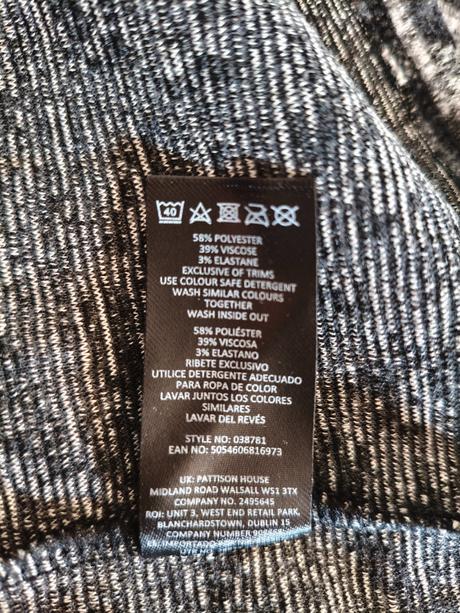 40
58% POLYESTER
39% VISCOSE
3% ELASTANE
EXCLUSIVE OF TRIMS
USE COLOUR SAFE DETERGENT
WASH SIMILAR COLOURS
TOGETHER
WASH INSIDE OUT
58% POLIÉSTER
39% VISCOSA
3% ELASTANO
RIBETE EXCLUSIVO
UTILICE DETERGENTE ADECUADO
PARA ROPA DE COLOR
LAVAR JUNTOS LOS COLORES
SIMILARES
LAVAR DEL REVÉS
STYLE NO: 038781
EAN NO: 5054606816973
UK: PATTISON HOUSE
MIDLAND ROAD WALSALL WS1 3TX
COMPANY NO. 2495645
ROI: UNIT 3, WEST END RETAIL PARK,
BLANCHARDSTOWN, DUBLIN 15
COMPANY NUMBER
ES: IMPORTADO